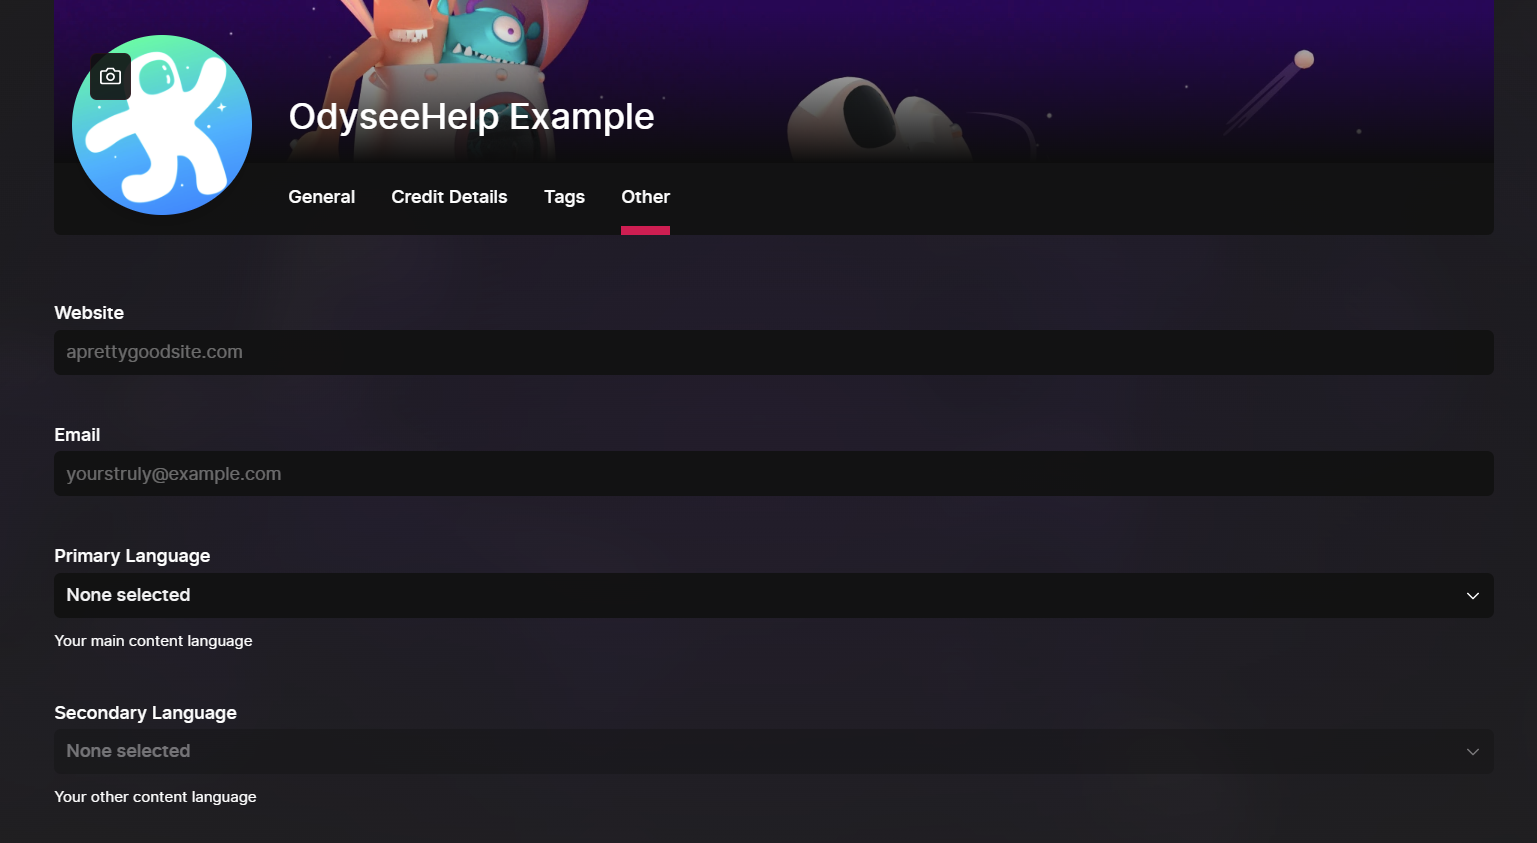 OdyseeHelp Example
General Credit Details Tags Other
Website
aprettygoodsite.com
Email
yourstruly@example.com
Primary Language
None selected
Your main content language
Secondary Language
None selected
Your other content language